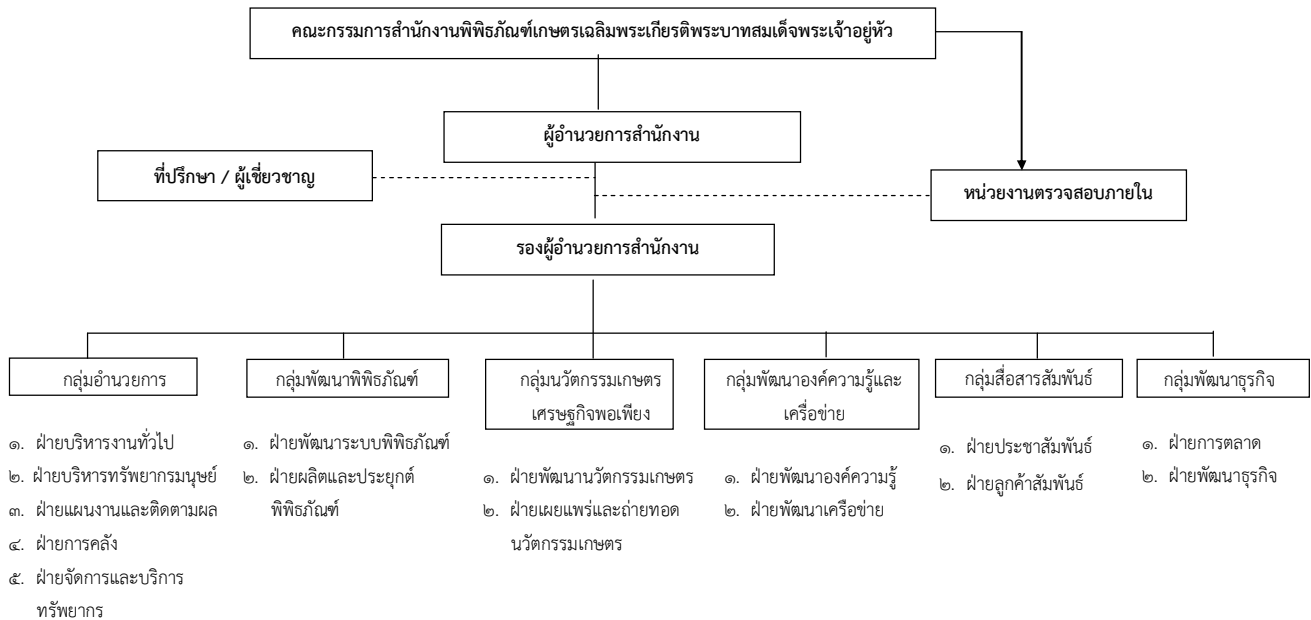 คณะกรรมการสำนักงานพิพิธภัณฑ์เกษตรเฉลิมพระเกียรติพระบาทสมเด็จพระเจ้าอยู่หัว
ผู้อำนวยการสำนักงาน
ที่ปรึกษา / ผู้เชี่ยวชาญ
หน่วยงานตรวจสอบภายใน
รองผู้อำนวยการสำนักงาน
กลุ่มอำนวยการ
๑. ฝ่ายบริหารงานทั่วไป
๒. ฝ่ายบริหารทรัพยากรมนุษย์
๓. ฝ่ายแผนงานและติดตามผล
๔. ฝ่ายการคลัง
๕. ฝ่ายจัดการและบริการ
ทรัพยากร
กลุ่มพัฒนาพิพิธภัณฑ์
๑. ฝ่ายพัฒนาระบบพิพิธภัณฑ์
๒. ฝ่ายผลิตและประยุกต์
พิพิธภัณฑ์
กลุ่มนวัตกรรมเกษตร
เศรษฐกิจพอเพียง
๑. ฝ่ายพัฒนานวัตกรรมเกษตร
๒. ฝ่ายเผยแพร่และถ่ายทอด
นวัตกรรมเกษตร
กลุ่มพัฒนาองค์ความรู้และ
เครือข่าย
๑. ฝ่ายพัฒนาองค์ความรู้
๒. ฝ่ายพัฒนาเครือข่าย
กลุ่มสื่อสารสัมพันธ์
๑. ฝ่ายประชาสัมพันธ์
๒. ฝ่ายลูกค้าสัมพันธ์
กลุ่มพัฒนาธุรกิจ
๑. ฝ่ายการตลาด
๒. ฝ่ายพัฒนาธุรกิจ